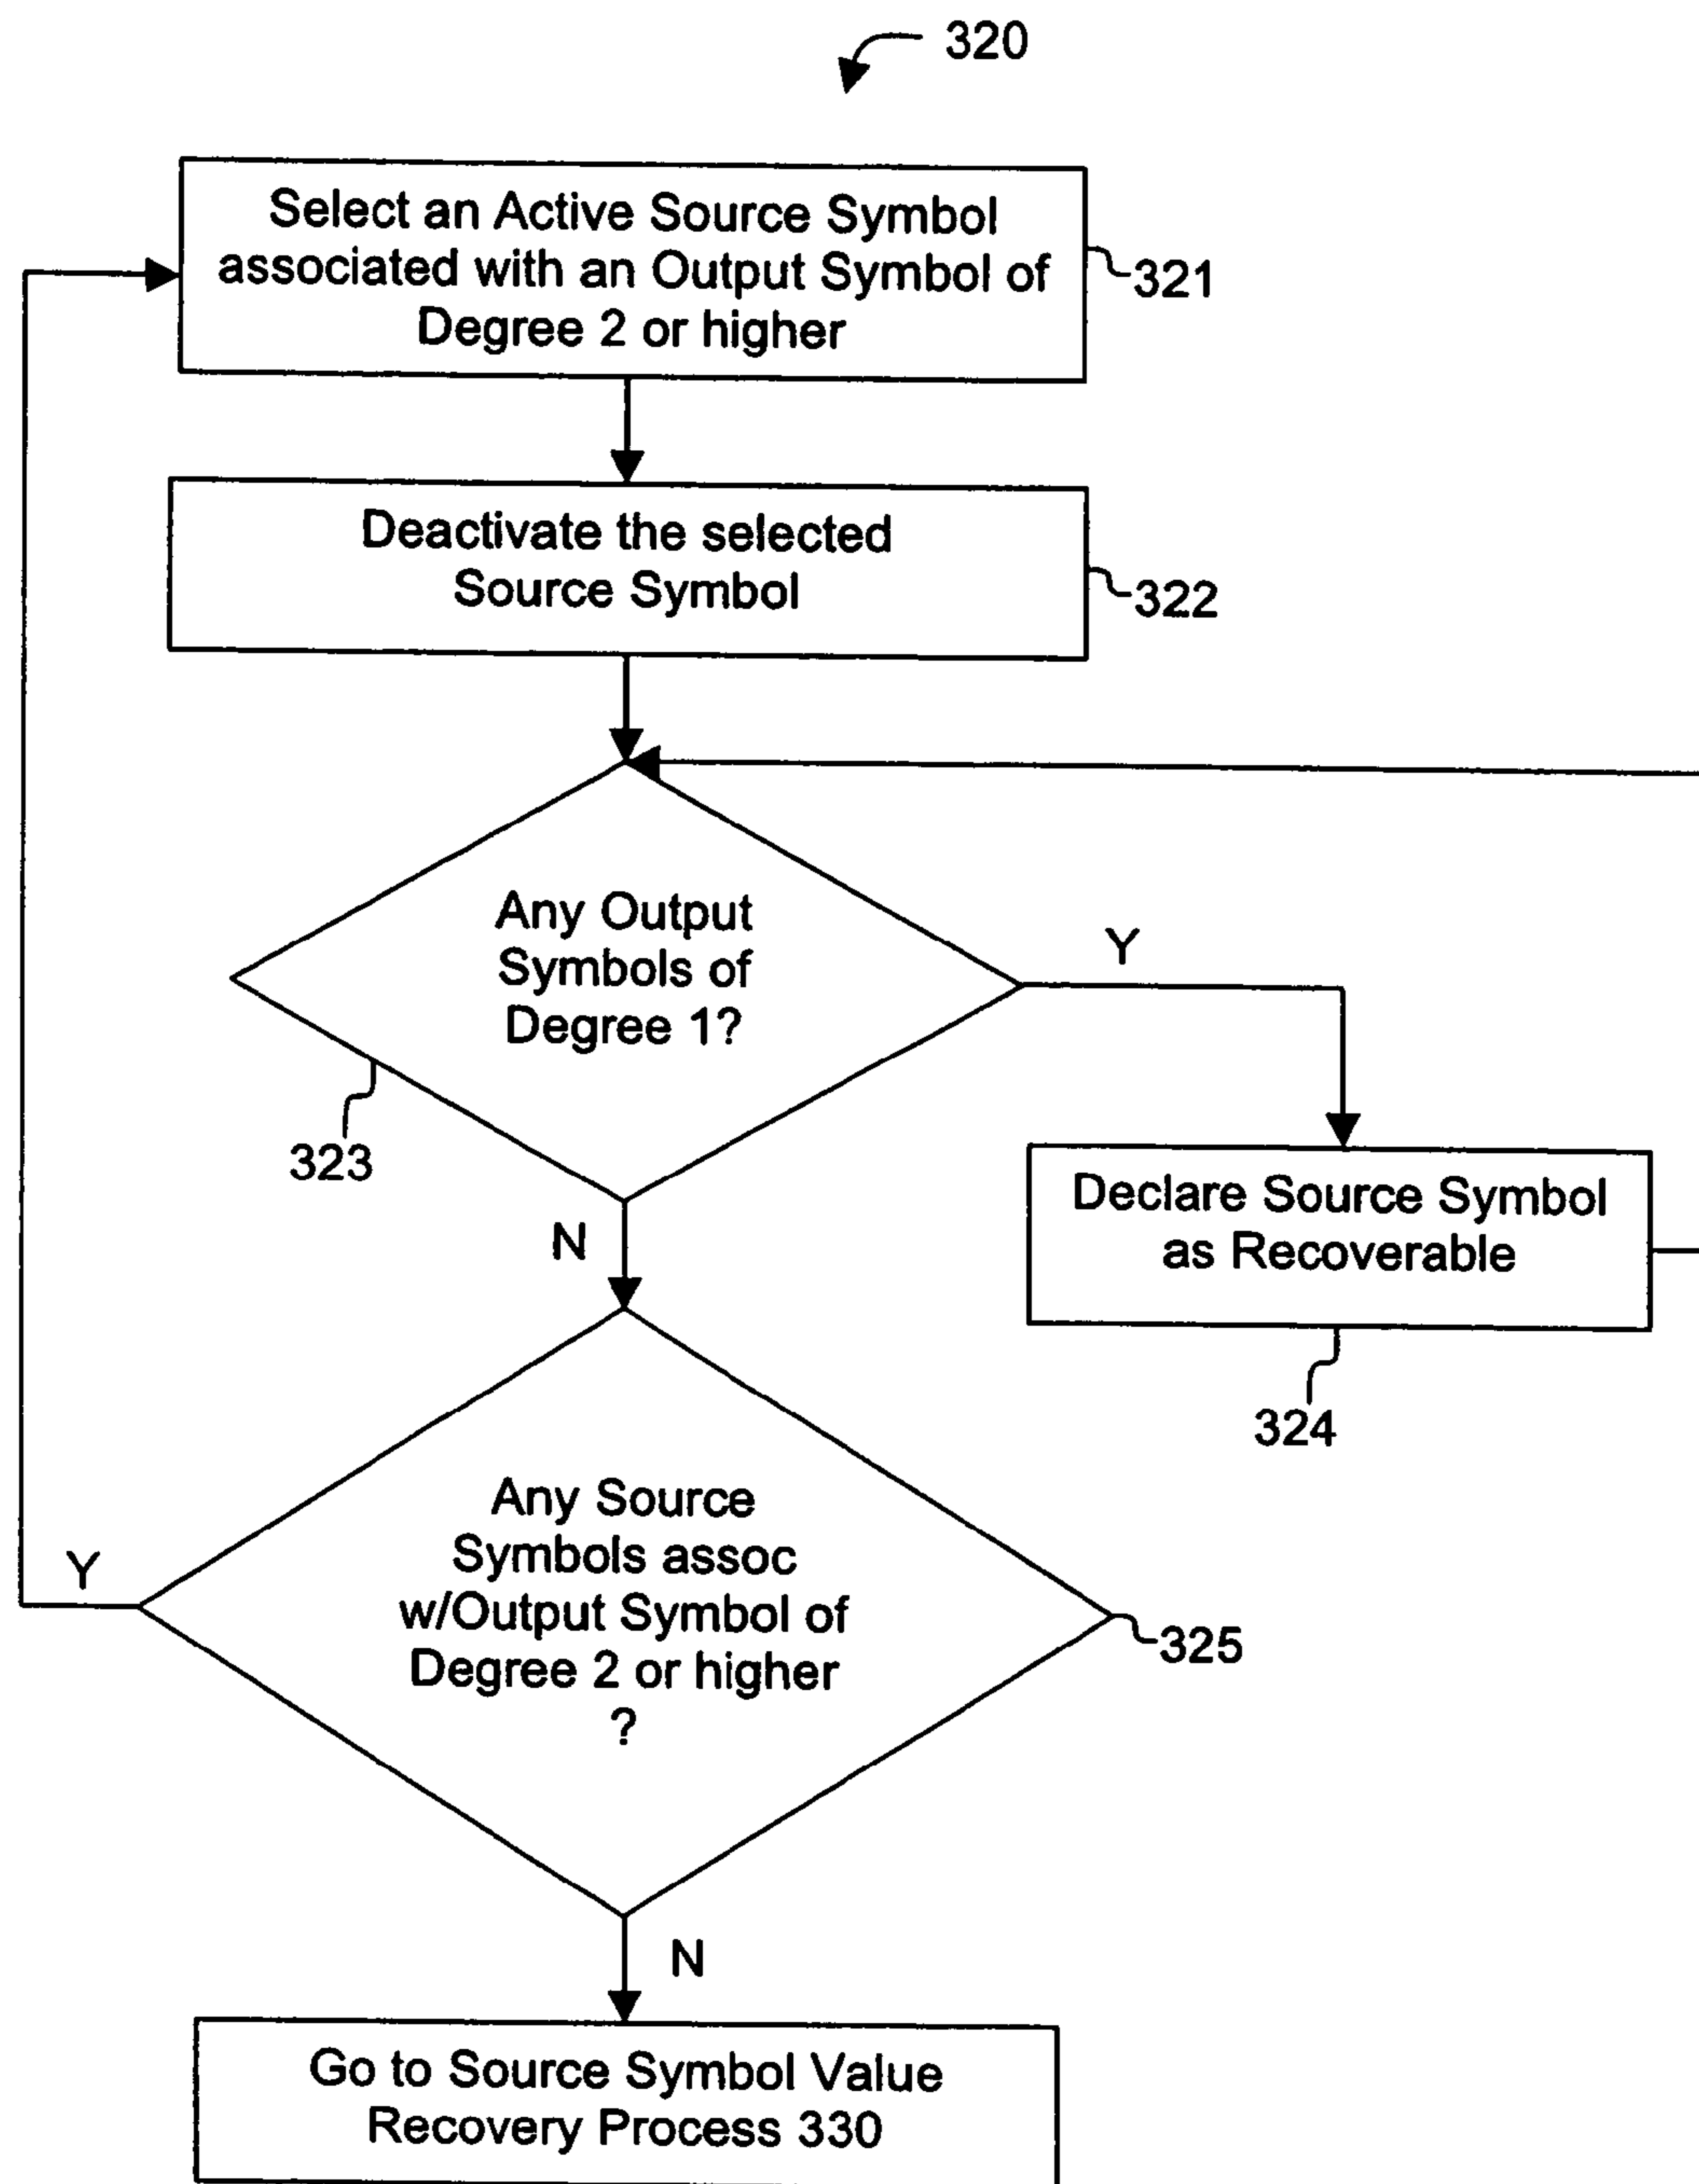 320
Select an Active Source Symbol
associated with an Output Symbol of
Degree 2 or higher
321
Deactivate the selected
Source Symbol
322
Any Output
Symbols of
Degree 1?
Y
323
N
Declare Source Symbol
as Recoverable
324
Any Source
Symbols assoc
w/Output Symbol of
Degree 2 or higher
?
Y
325
N
Go to Source Symbol Value
Recovery Process 330